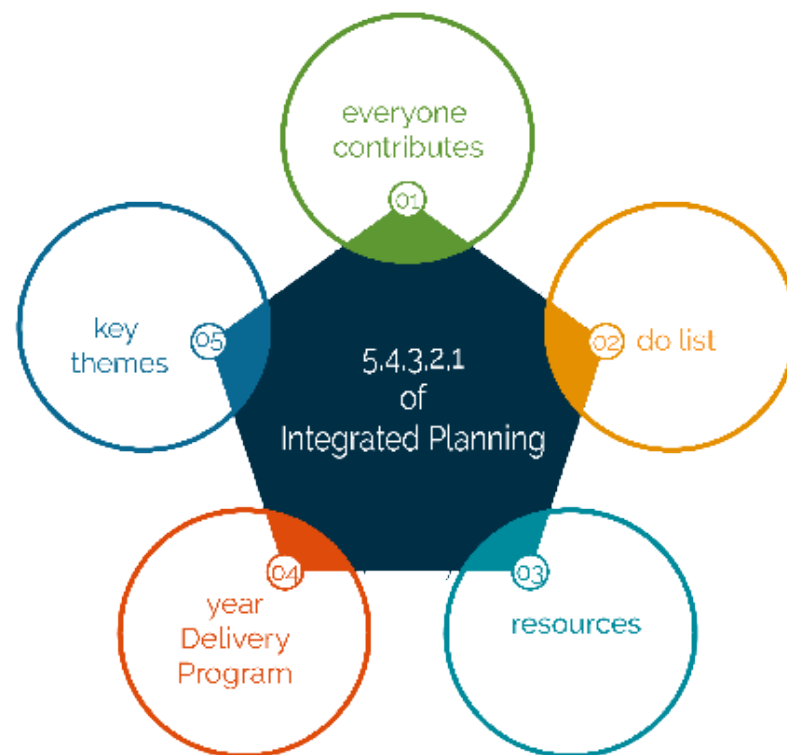 everyone
contributes
01
02
do list
03
resources
04
year
Delivery
Program
05
key
themes
5.4.3.2.1
of
Integrated Planning